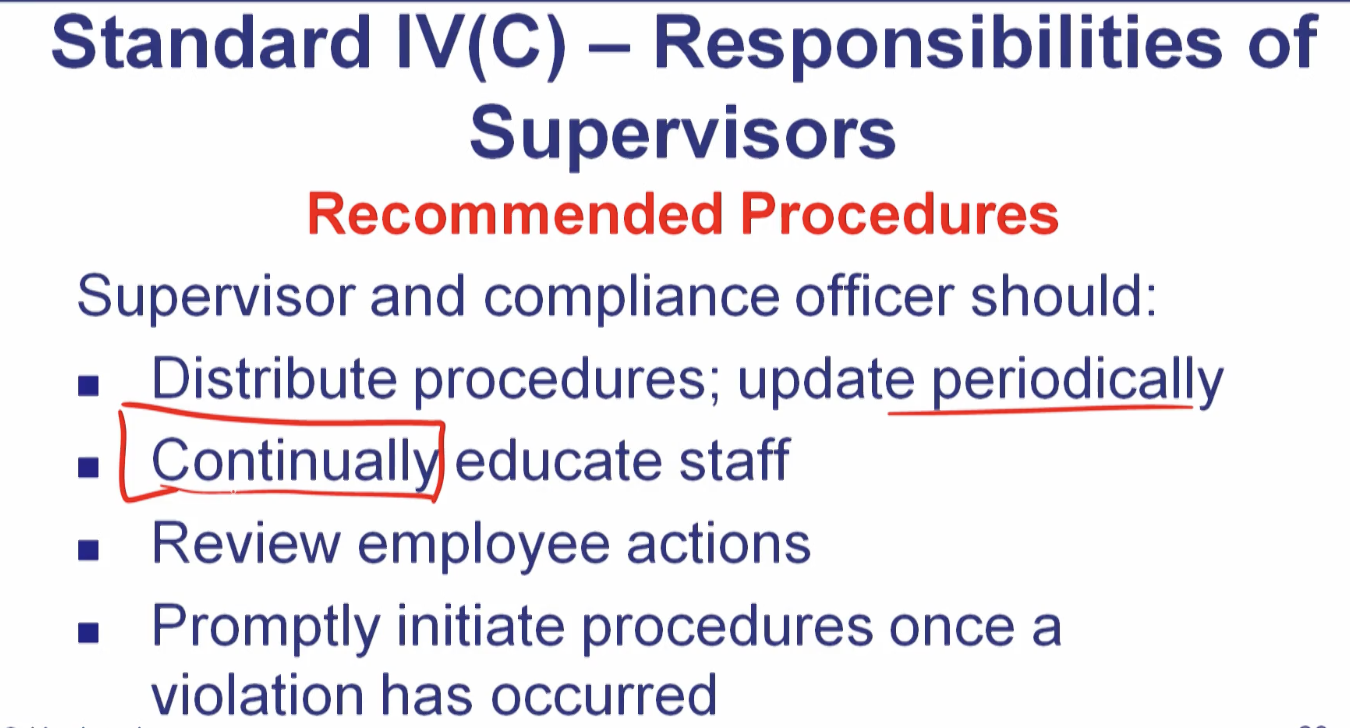 Standard IV(C) – Responsibilities of
Supervisors
Recommended Procedures
Supervisor and compliance officer should:
■ Distribute procedures; update periodically
■ Continually educate staff
■ Review employee actions
■ Promptly initiate procedures once a
violation has occurred